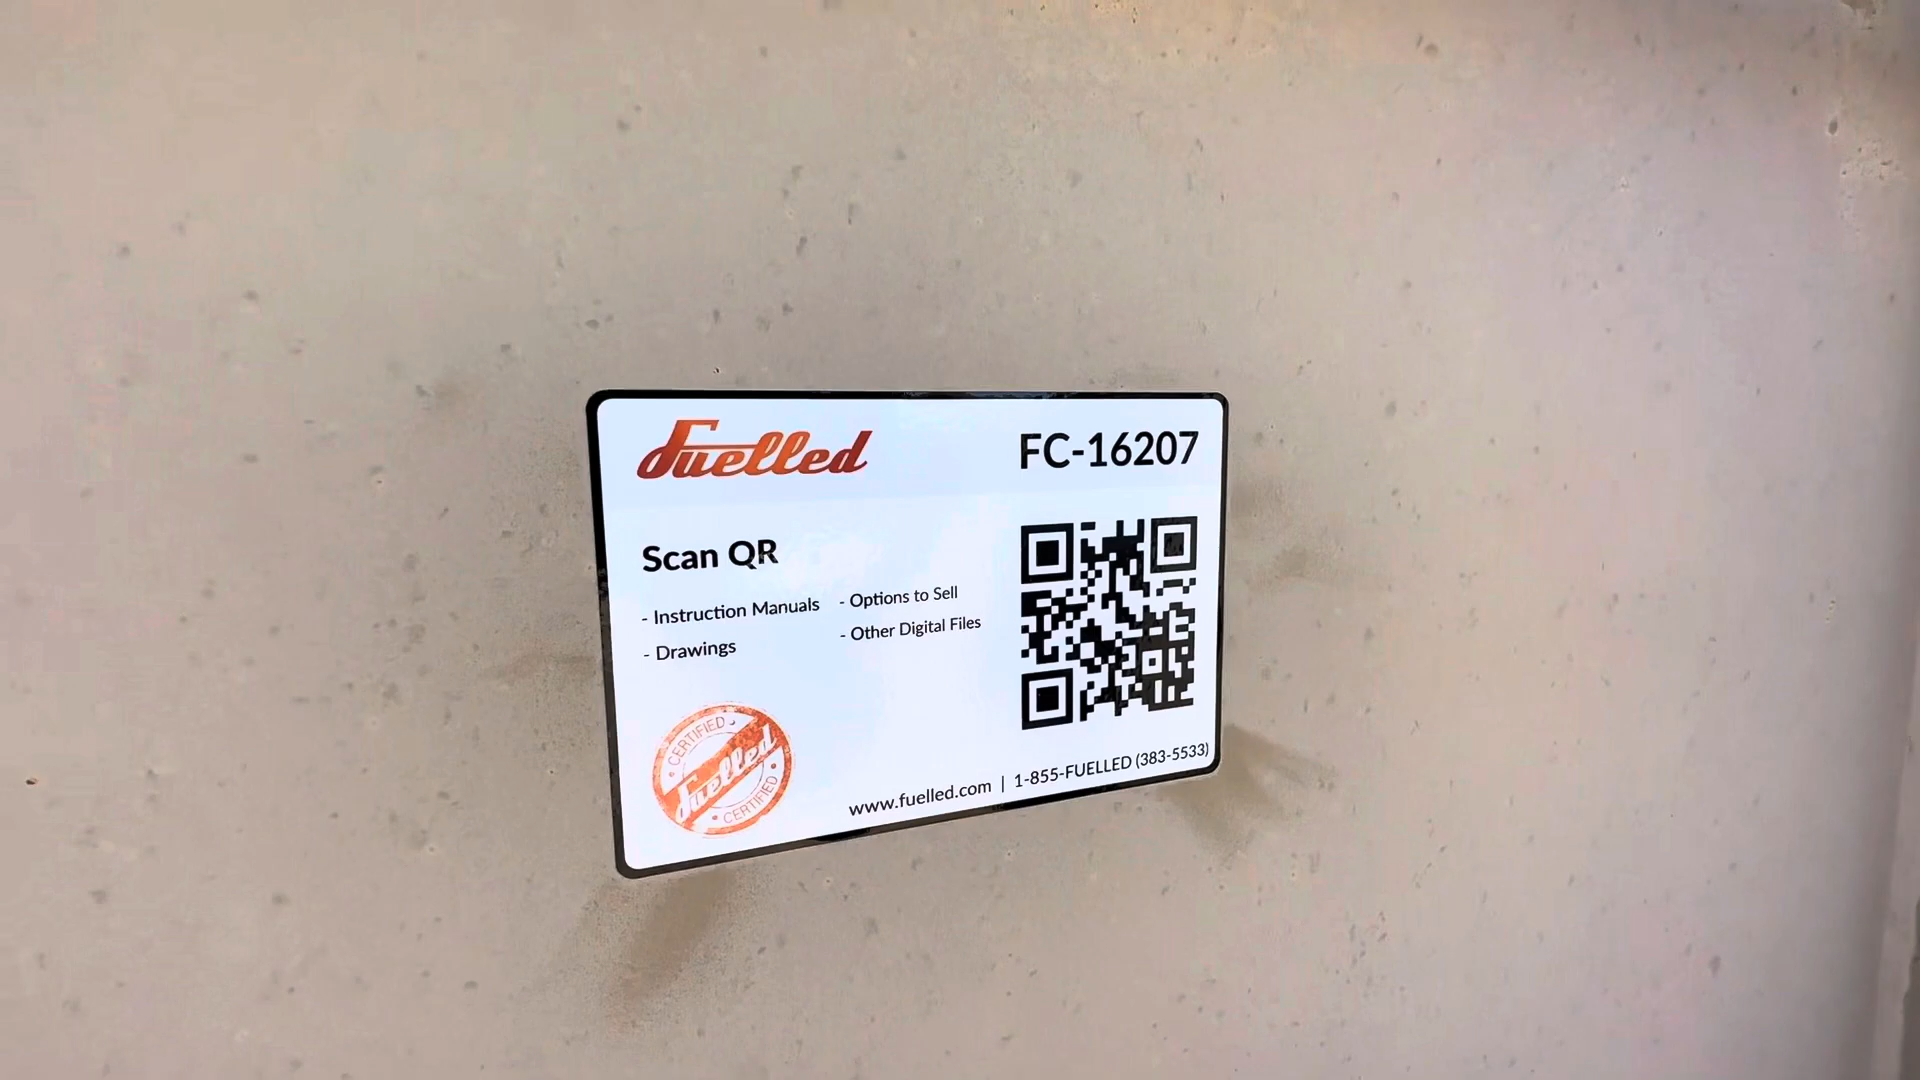 Fuelled
FC-16207
Scan QR
- Instruction Manuals
- Drawings
- Options to Sell
- Other Digital Files
CERTIFIED
Fuelled
CERTIFIED
www.fuelled.com | 1-855-FUELLED (383-5533)